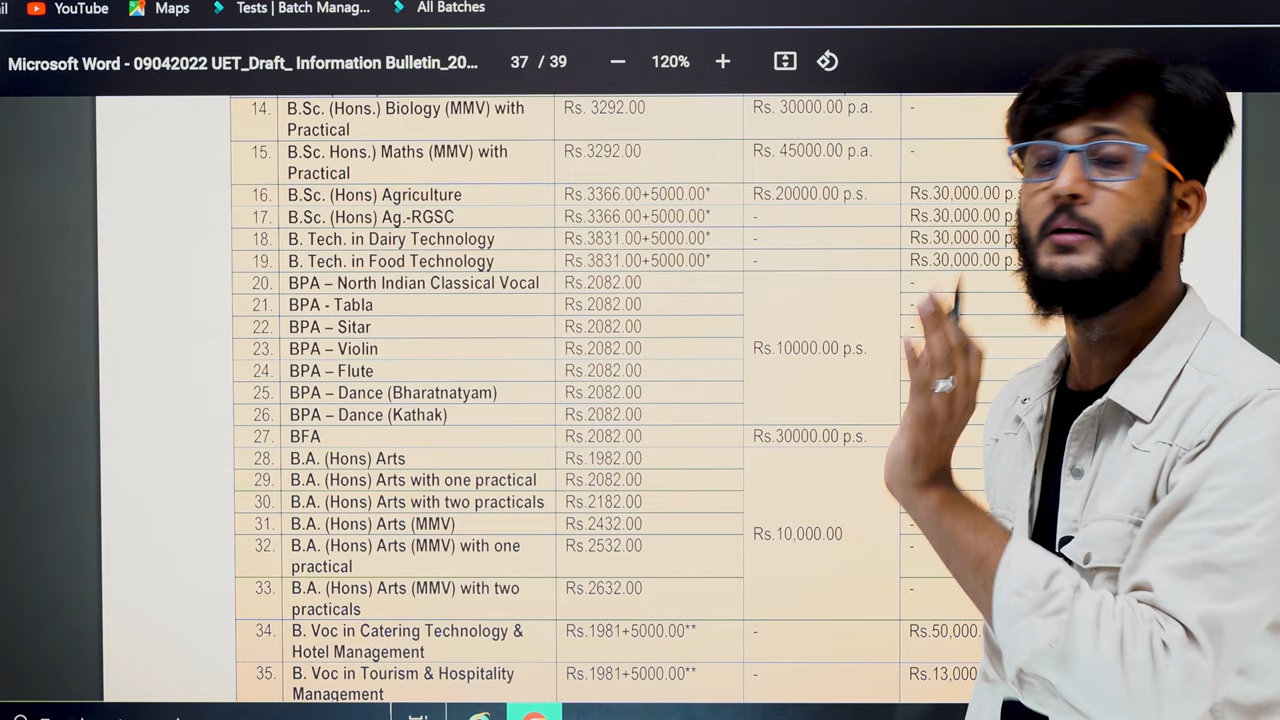 YouTube
Maps
Tests | Batch Manag...
All Batches
Microsoft Word - 09042022 UET_Draft_ Information Bulletin_20...
37 / 39
120%
14. B.Sc. (Hons.) Biology (MMV) with Rs. 3292.00 Rs. 30000.00 p.a. -
Practical
15. B.Sc. Hons.) Maths (MMV) with Rs.3292.00 Rs. 45000.00 p.a. -
Practical
16. B.Sc. (Hons) Agriculture Rs.3366.00+5000.00* Rs.20000.00 p.s. Rs.30,000.00 p.s
17. B.Sc. (Hons) Ag.-RGSC Rs.3366.00+5000.00* - Rs.30,000.00 p.s
18. B. Tech. in Dairy Technology Rs.3831.00+5000.00* - Rs.30,000.00 p
19. B. Tech. in Food Technology Rs.3831.00+5000.00* - Rs.30,000.00 p.s
20. BPA – North Indian Classical Vocal Rs.2082.00 -
21. BPA - Tabla Rs.2082.00 -
22. BPA – Sitar Rs.2082.00 -
23. BPA – Violin Rs.2082.00 Rs.10000.00 p.s.
24. BPA – Flute Rs.2082.00
25. BPA – Dance (Bharatnatyam) Rs.2082.00
26. BPA – Dance (Kathak) Rs.2082.00
27. BFA Rs.2082.00 Rs.30000.00 p.s.
28. B.A. (Hons) Arts Rs.1982.00
29. B.A. (Hons) Arts with one practical Rs.2082.00
30. B.A. (Hons) Arts with two practicals Rs.2182.00
31. B.A. (Hons) Arts (MMV) Rs.2432.00 -
Rs.10,000.00
32. B.A. (Hons) Arts (MMV) with one Rs.2532.00 -
practical
33. B.A. (Hons) Arts (MMV) with two Rs.2632.00 -
practicals
34. B. Voc in Catering Technology & Rs.1981+5000.00** - Rs.50,000.
Hotel Management
35. B. Voc in Tourism & Hospitality Rs.1981+5000.00** - Rs.13,000
Management